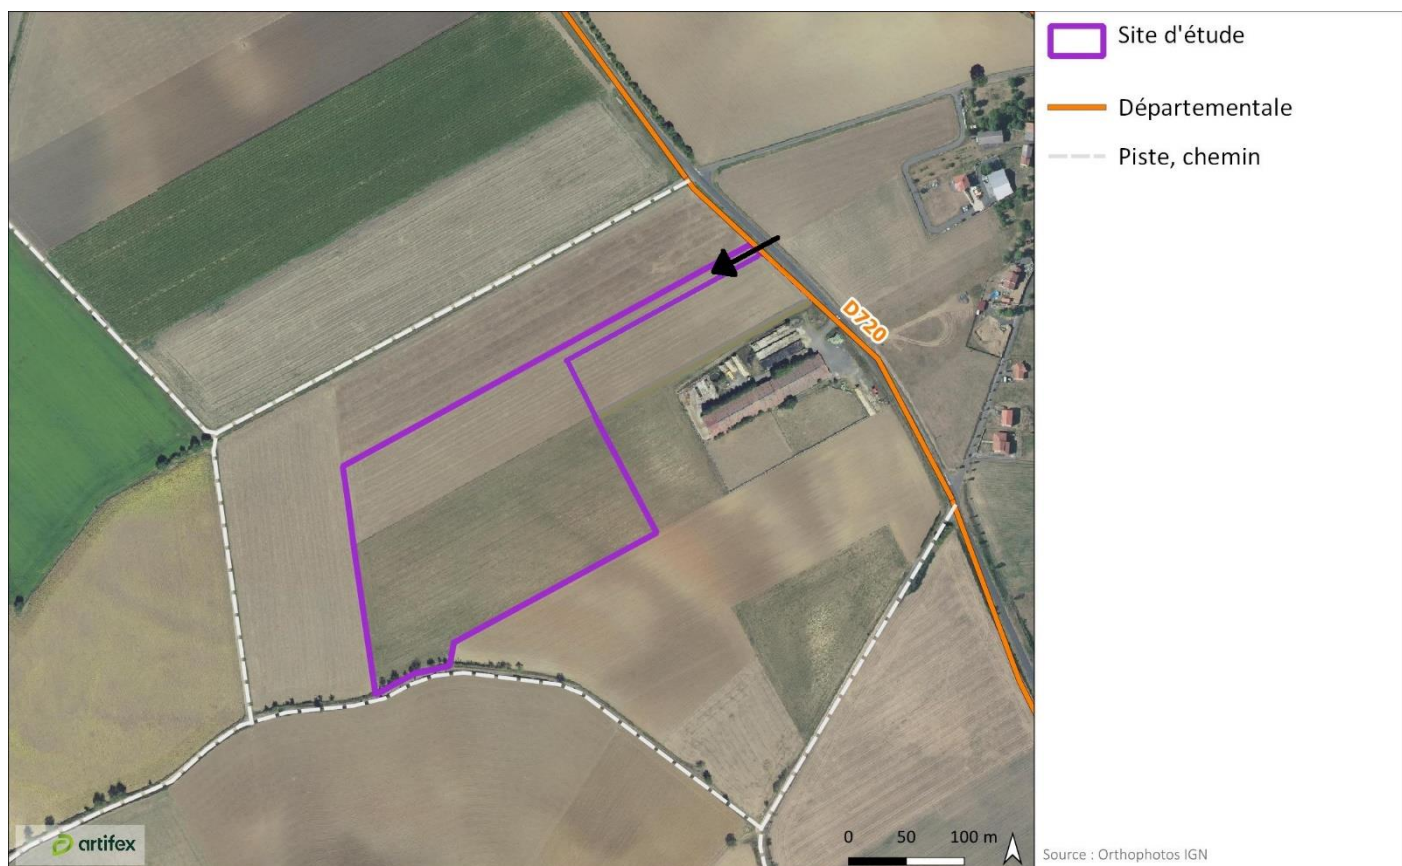 Site d'étude
Départementale
Piste, chemin
D720
artifex
0 50 100 m
Source : Orthophotos IGN